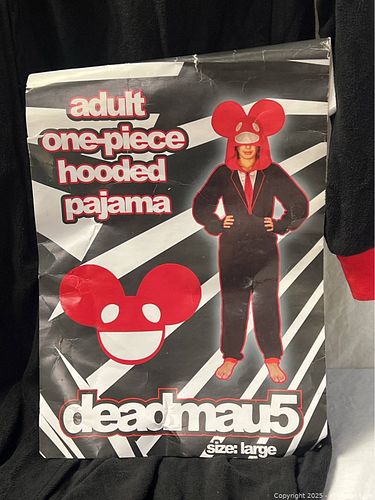 adult
one-piece
hooded
pajama
deadmau5
size: large
Copyright 2025 -